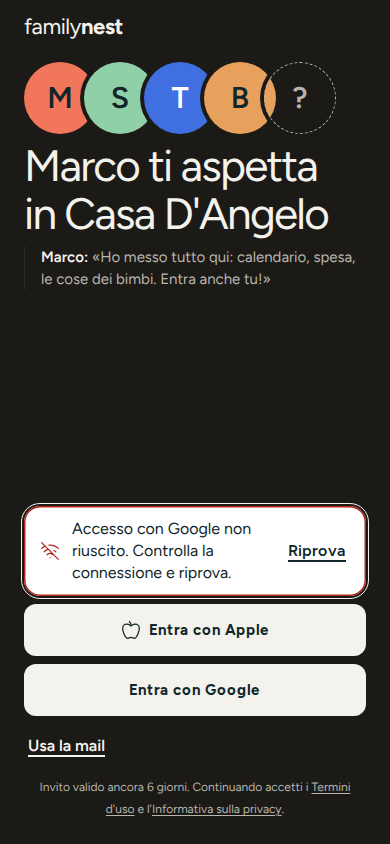 familynest
M S T B ?
Marco ti aspetta
in Casa D'Angelo
Marco: «Ho messo tutto qui: calendario, spesa,
le cose dei bimbi. Entra anche tu!»
Accesso con Google non
riuscito. Controlla la
connessione e riprova.
Riprova
Entra con Apple
Entra con Google
Usa la mail
Invito valido ancora 6 giorni. Continuando accetti i Termini
d'uso e l'Informativa sulla privacy.